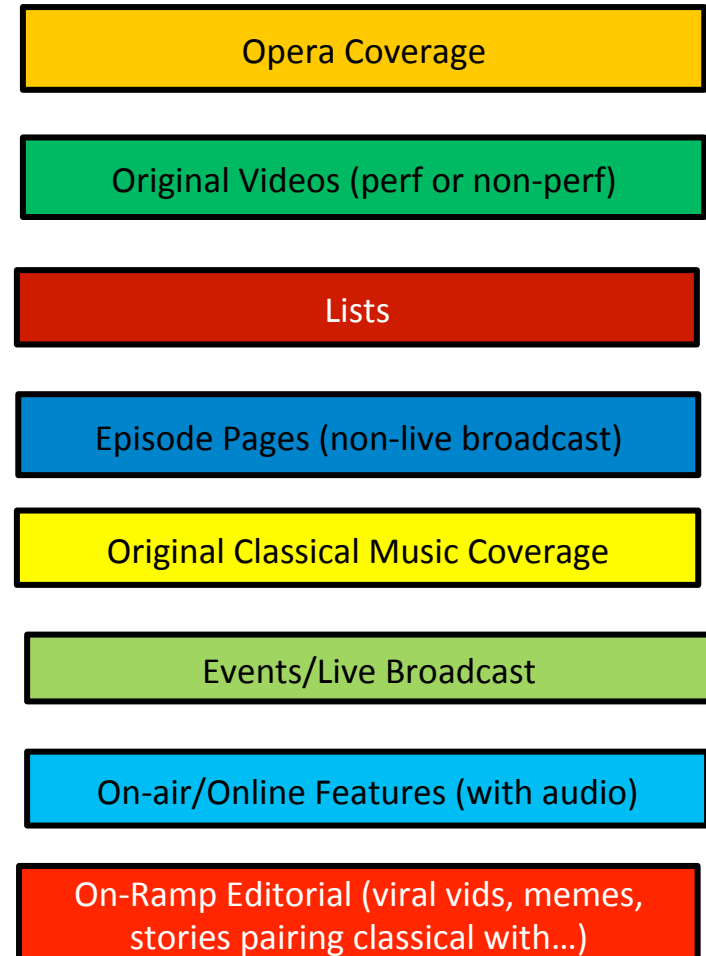 Opera Coverage
Original Videos (perf or non-perf)
Lists
Episode Pages (non-live broadcast)
Original Classical Music Coverage
Events/Live Broadcast
On-air/Online Features (with audio)
On-Ramp Editorial (viral vids, memes,
stories pairing classical with…)